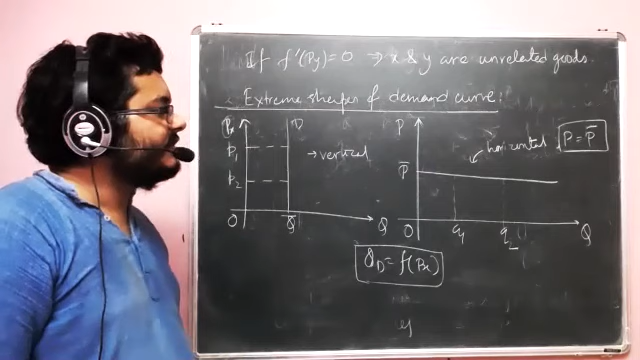 If f'(Py)=0 ⇒ x & y are unrelated goods.
Extreme shapes of demand curve:
Px
D
p1
p2
→ vertical
O
Q̄
Q
P
horizontal
P = P̄
P̄
O
q1
q2
Q
QD = f(Px)
y